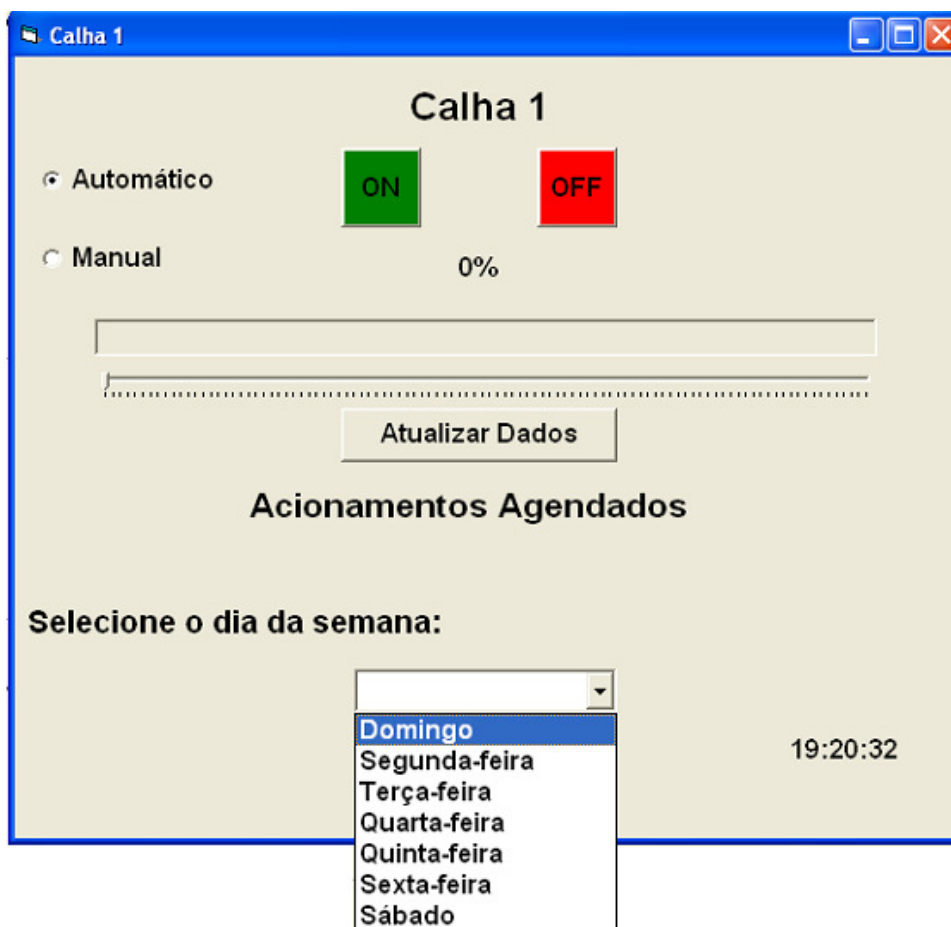 Calha 1
Calha 1
Automático
ON
OFF
Manual
0%
Atualizar Dados
Acionamentos Agendados
Selecione o dia da semana:
Domingo
Segunda-feira
Terça-feira
Quarta-feira
Quinta-feira
Sexta-feira
Sábado
19:20:32